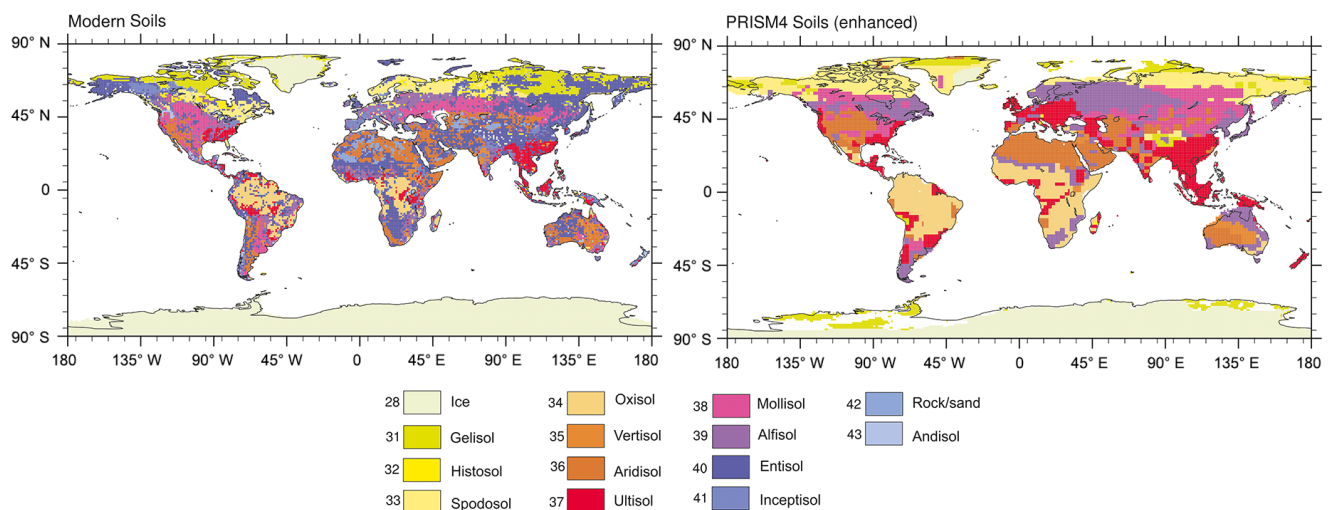 Modern Soils
PRISM4 Soils (enhanced)
90° N
45° N
0
45° S
90° S
180
135° W
90° W
45° W
0
45° E
90° E
135° E
180
90° N
45° N
0
45° S
90° S
180
135° W
90° W
45° W
0
45° E
90° E
135° E
180
28 Ice
31 Gelisol
32 Histosol
33 Spodosol
34 Oxisol
35 Vertisol
36 Aridisol
37 Ultisol
38 Mollisol
39 Alfisol
40 Entisol
41 Inceptisol
42 Rock/sand
43 Andisol